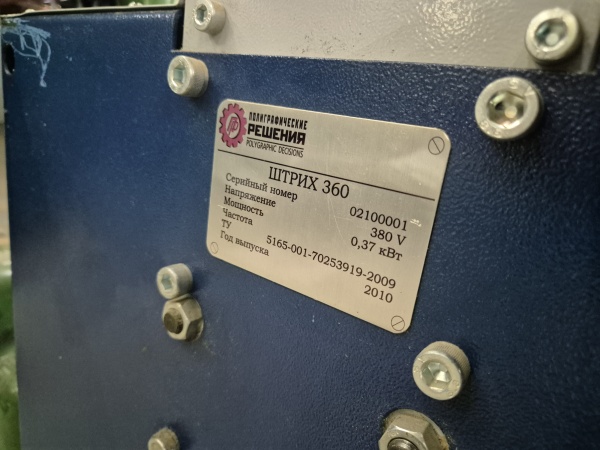 ПОЛИГРАФИЧЕСКИЕ
РЕШЕНИЯ
POLYGRAPHIC DECISIONS
ШТРИХ 360
Серийный номер 02100001
Напряжение 380 V
Мощность 0,37 кВт
Частота
ТУ 5165-001-70253919-2009
Год выпуска 2010